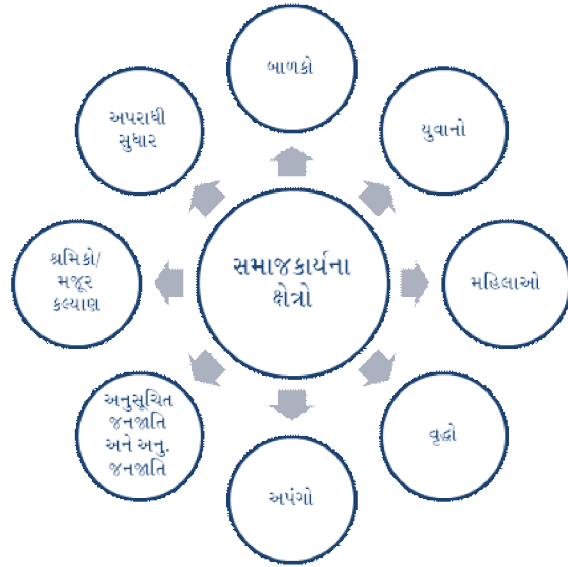 બાળકો
યુવાનો
મહિલાઓ
વૃદ્ધો
અપંગો
અનુસૂચિત
જનજાતિ
અને અનુ.
જનજાતિ
શ્રમિકો/
મજૂર
કલ્યાણ
અપરાધી
સુધાર
સમાજકાર્યના
ક્ષેત્રો